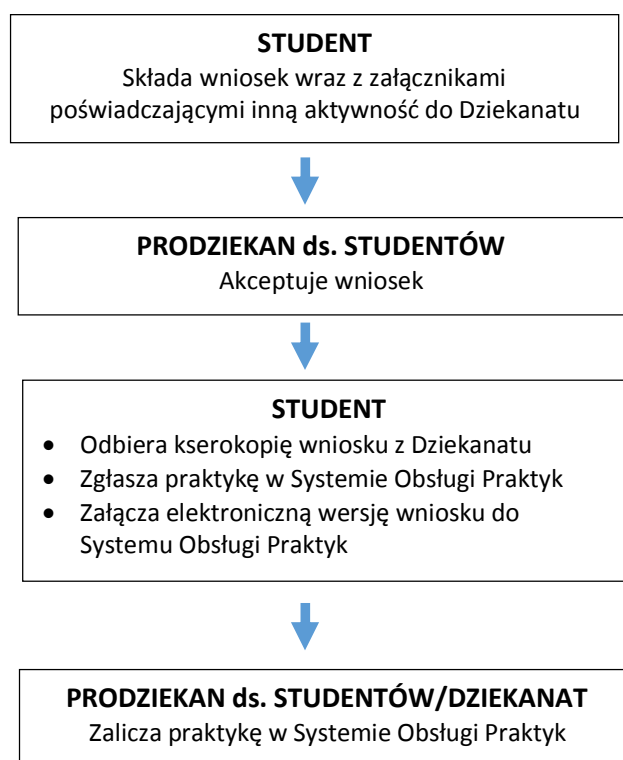 STUDENT
Składa wniosek wraz z załącznikami
poświadczającymi inną aktywność do Dziekanatu
PRODZIEKAN ds. STUDENTÓW
Akceptuje wniosek
STUDENT
• Odbiera kserokopię wniosku z Dziekanatu
• Zgłasza praktykę w Systemie Obsługi Praktyk
• Załącza elektroniczną wersję wniosku do
Systemu Obsługi Praktyk
PRODZIEKAN ds. STUDENTÓW/DZIEKANAT
Zalicza praktykę w Systemie Obsługi Praktyk